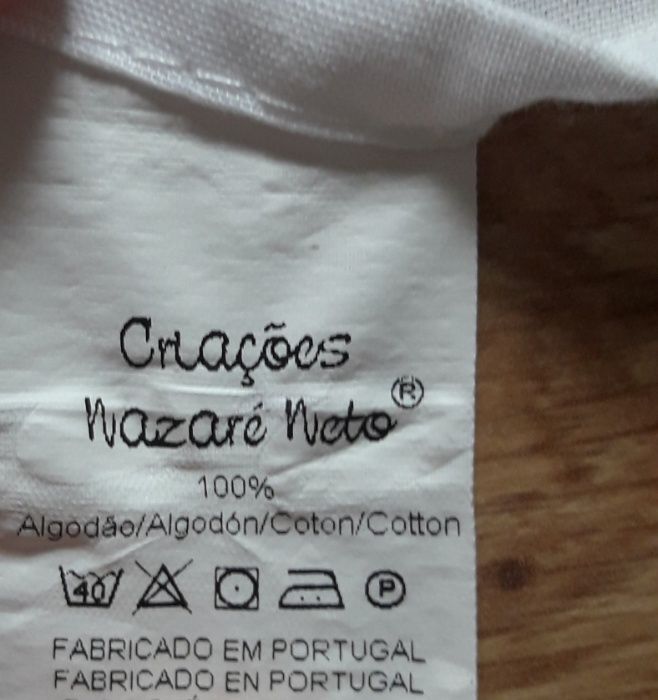 Criações
Nazaré Neto®
100%
Algodão/Algodón/Coton/Cotton
40 P
FABRICADO EM PORTUGAL
FABRICADO EN PORTUGAL